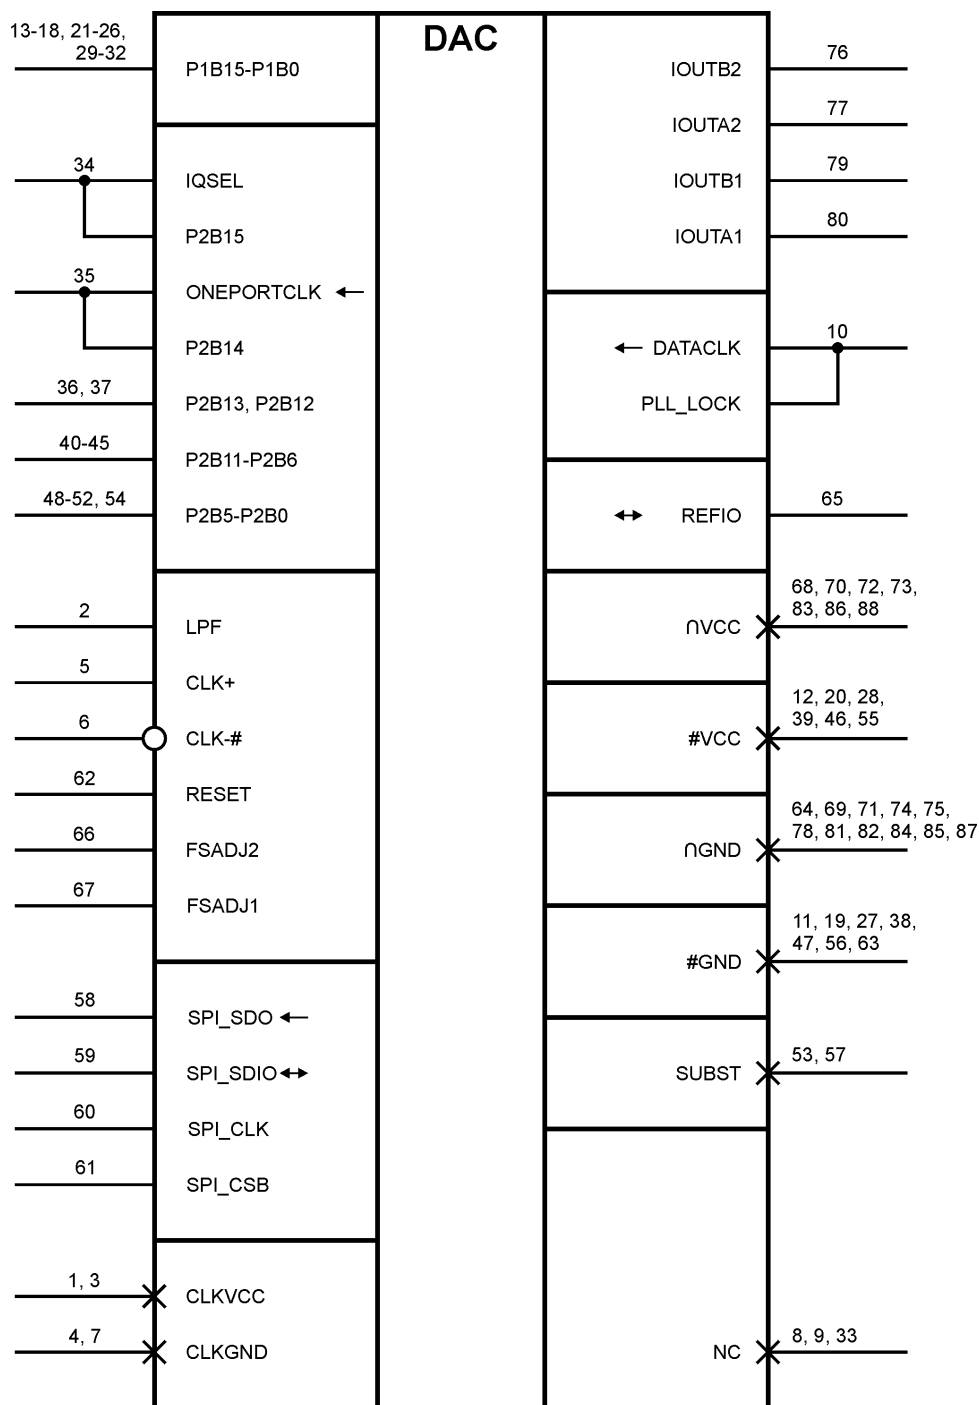 DAC
13-18, 21-26,
29-32
P1B15-P1B0
34
IQSEL
P2B15
35
ONEPORTCLK
P2B14
36, 37
P2B13, P2B12
40-45
P2B11-P2B6
48-52, 54
P2B5-P2B0
2
LPF
5
CLK+
6
CLK-#
62
RESET
66
FSADJ2
67
FSADJ1
58
SPI_SDO
59
SPI_SDIO
60
SPI_CLK
61
SPI_CSB
1, 3
CLKVCC
4, 7
CLKGND
IOUTB2
76
IOUTA2
77
IOUTB1
79
IOUTA1
80
DATACLK
10
PLL_LOCK
REFIO
65
∩VCC
68, 70, 72, 73,
83, 86, 88
#VCC
12, 20, 28,
39, 46, 55
∩GND
64, 69, 71, 74, 75,
78, 81, 82, 84, 85, 87
#GND
11, 19, 27, 38,
47, 56, 63
SUBST
53, 57
NC
8, 9, 33